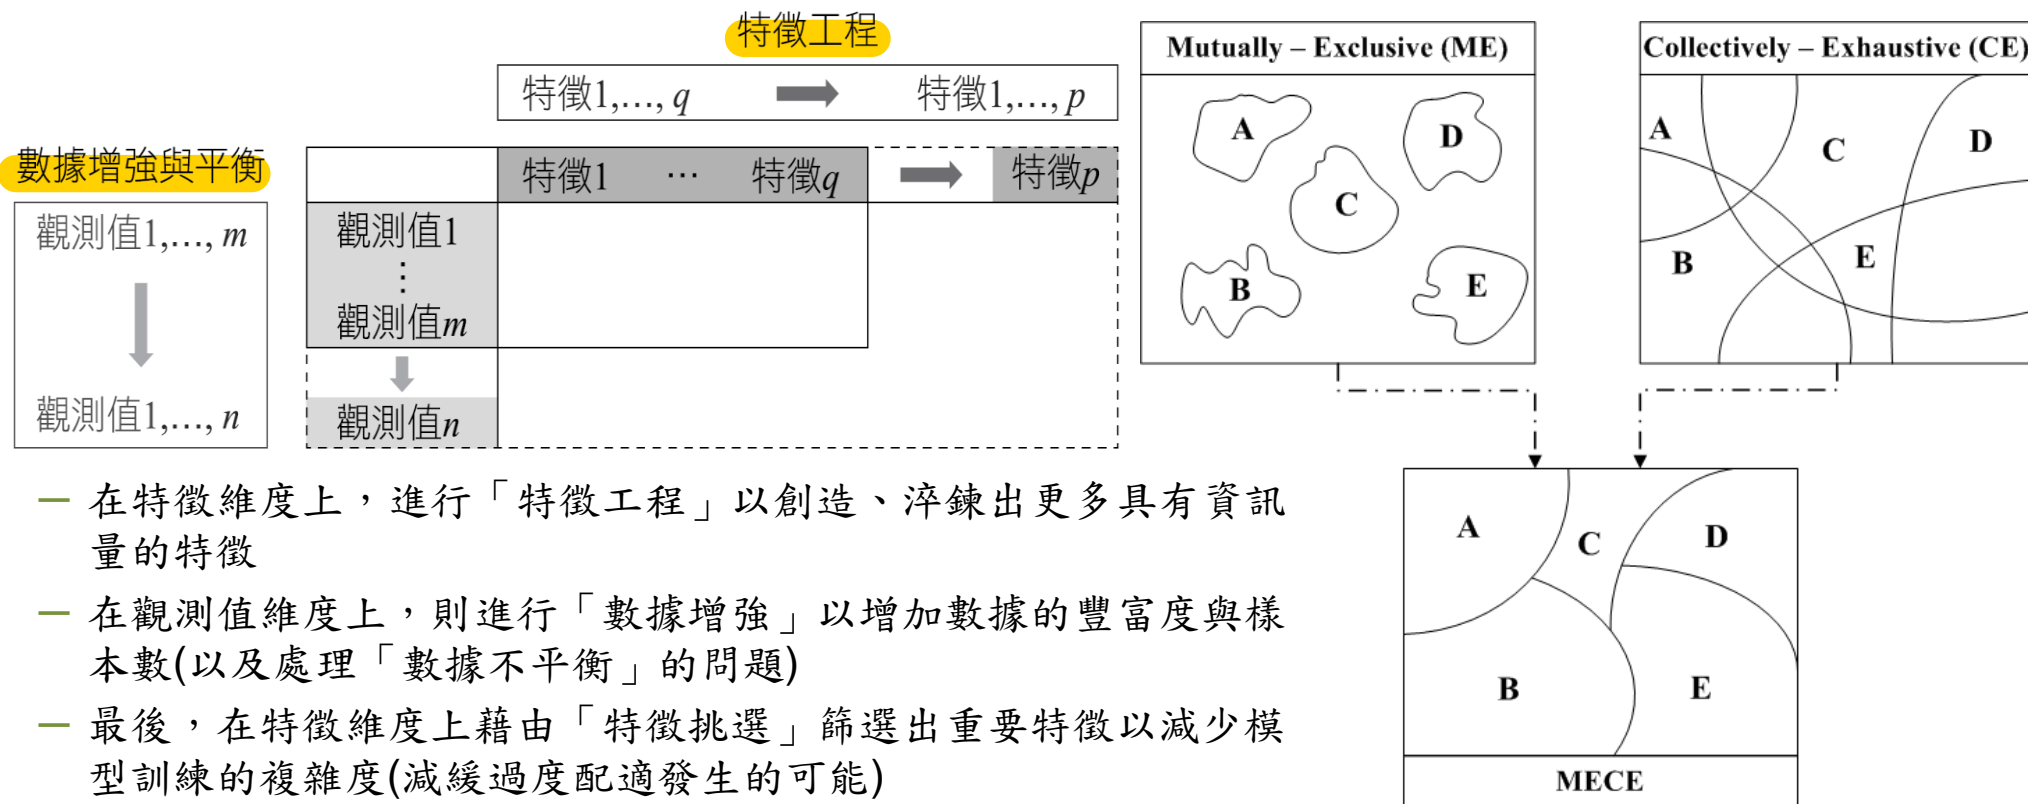 特徵工程
特徵1,…, q
特徵1,…, p
數據增強與平衡
觀測值1,…, m
觀測值1,…, n
特徵1 … 特徵q
特徵p
觀測值1
⋮
觀測值m
觀測值n
Mutually – Exclusive (ME)
A
D
C
B
E
Collectively – Exhaustive (CE)
A
C
D
B
E
A
C
D
B
E
MECE
— 在特徵維度上，進行「特徵工程」以創造、淬鍊出更多具有資訊
量的特徵
— 在觀測值維度上，則進行「數據增強」以增加數據的豐富度與樣
本數(以及處理「數據不平衡」的問題)
— 最後，在特徵維度上藉由「特徵挑選」篩選出重要特徵以減少模
型訓練的複雜度(減緩過度配適發生的可能)